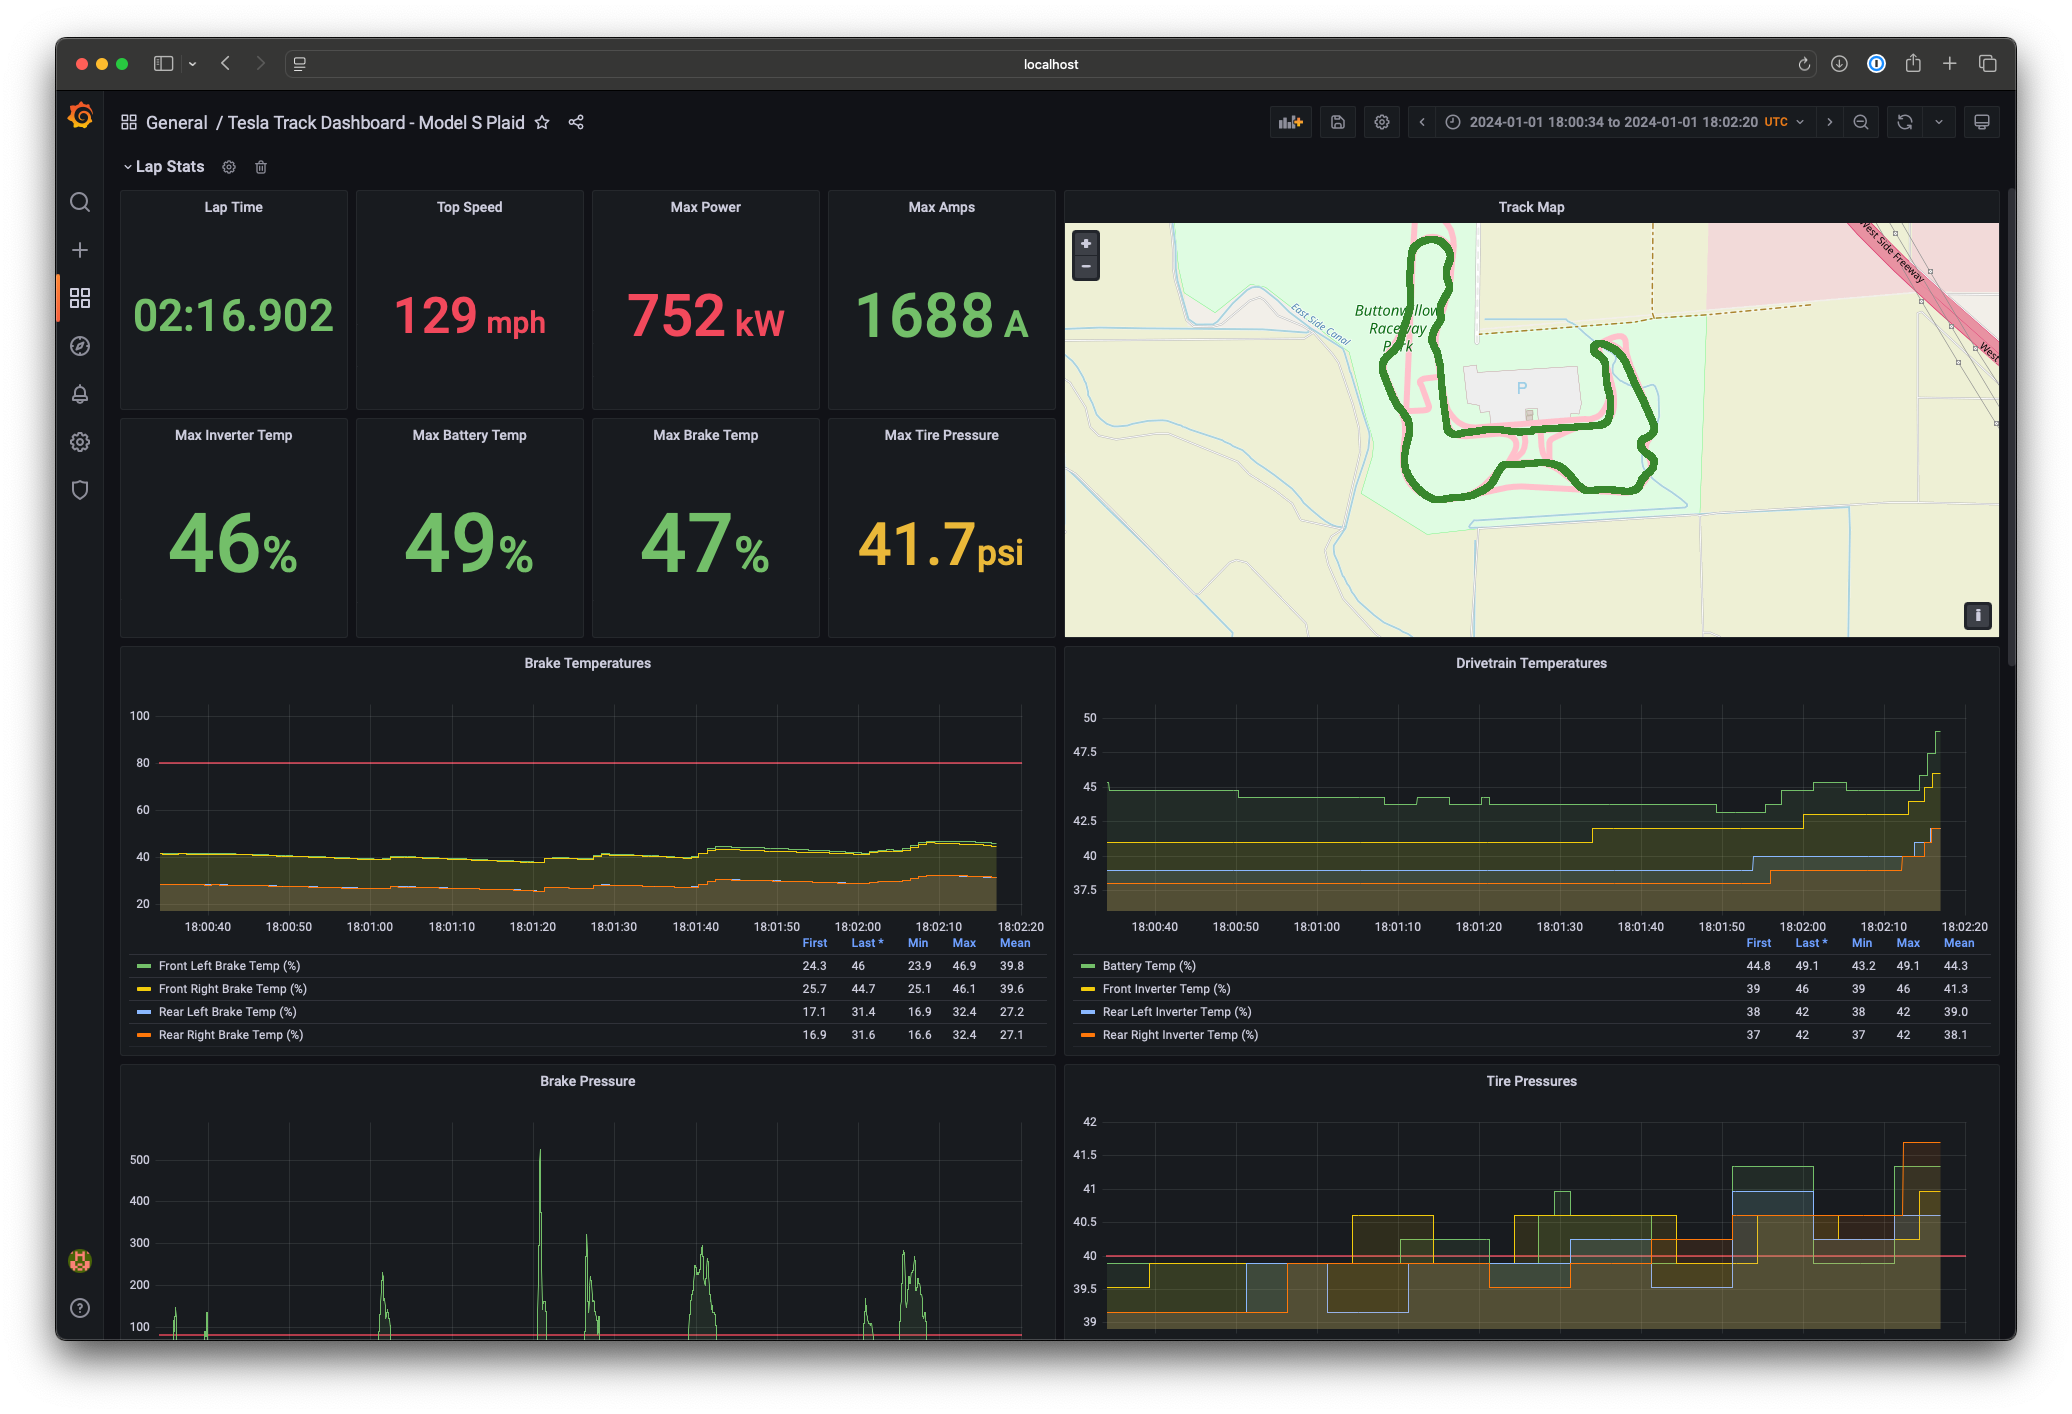 localhost
General / Tesla Track Dashboard - Model S Plaid
2024-01-01 18:00:34 to 2024-01-01 18:02:20 UTC
Lap Stats
Lap Time
02:16.902
Top Speed
129 mph
Max Power
752 kW
Max Amps
1688 A
Max Inverter Temp
46%
Max Battery Temp
49%
Max Brake Temp
47%
Max Tire Pressure
41.7psi
Track Map
+
−
Buttonwillow
Raceway
Park
East Side Canal
West Side Freeway
West
P
i
Brake Temperatures
100
80
60
40
20
18:00:40 18:00:50 18:01:00 18:01:10 18:01:20 18:01:30 18:01:40 18:01:50 18:02:00 18:02:10 18:02:20
First Last * Min Max Mean
Front Left Brake Temp (%) 24.3 46 23.9 46.9 39.8
Front Right Brake Temp (%) 25.7 44.7 25.1 46.1 39.6
Rear Left Brake Temp (%) 17.1 31.4 16.9 32.4 27.2
Rear Right Brake Temp (%) 16.9 31.6 16.6 32.4 27.1
Drivetrain Temperatures
50
47.5
45
42.5
40
37.5
18:00:40 18:00:50 18:01:00 18:01:10 18:01:20 18:01:30 18:01:40 18:01:50 18:02:00 18:02:10 18:02:20
First Last * Min Max Mean
Battery Temp (%) 44.8 49.1 43.2 49.1 44.3
Front Inverter Temp (%) 39 46 39 46 41.3
Rear Left Inverter Temp (%) 38 42 38 42 39.0
Rear Right Inverter Temp (%) 37 42 37 42 38.1
Brake Pressure
500
400
300
200
100
Tire Pressures
42
41.5
41
40.5
40
39.5
39